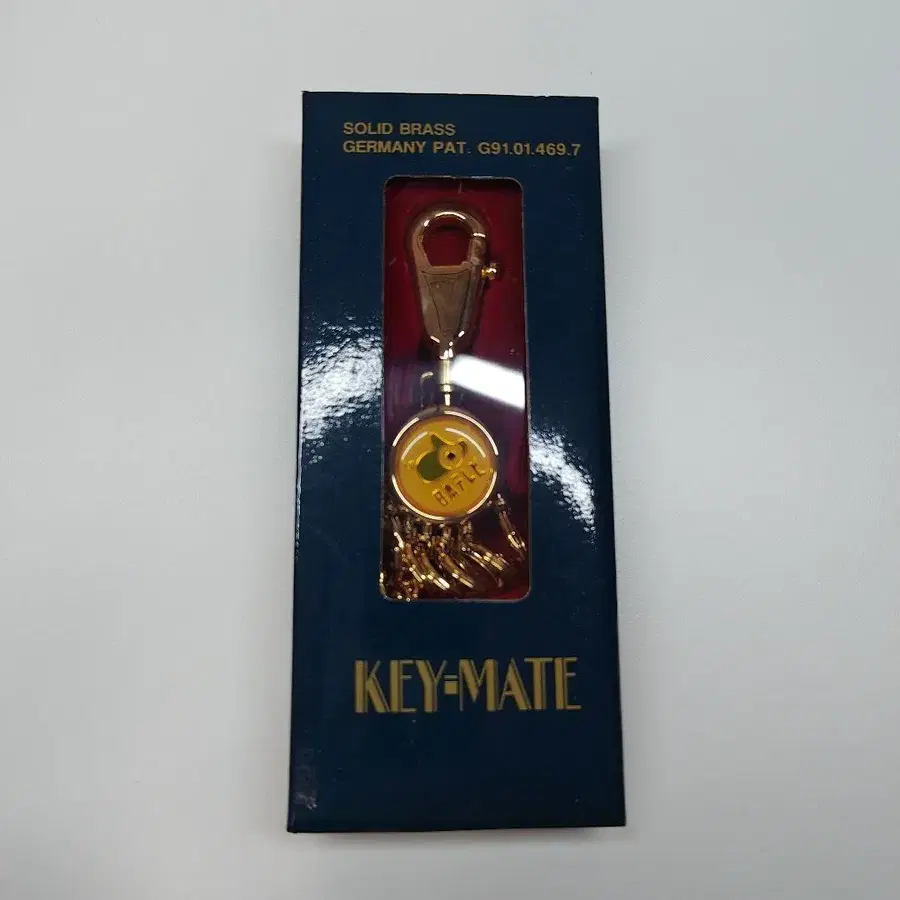 SOLID BRASS
GERMANY PAT. G91.01.469.7
KEY-MATE